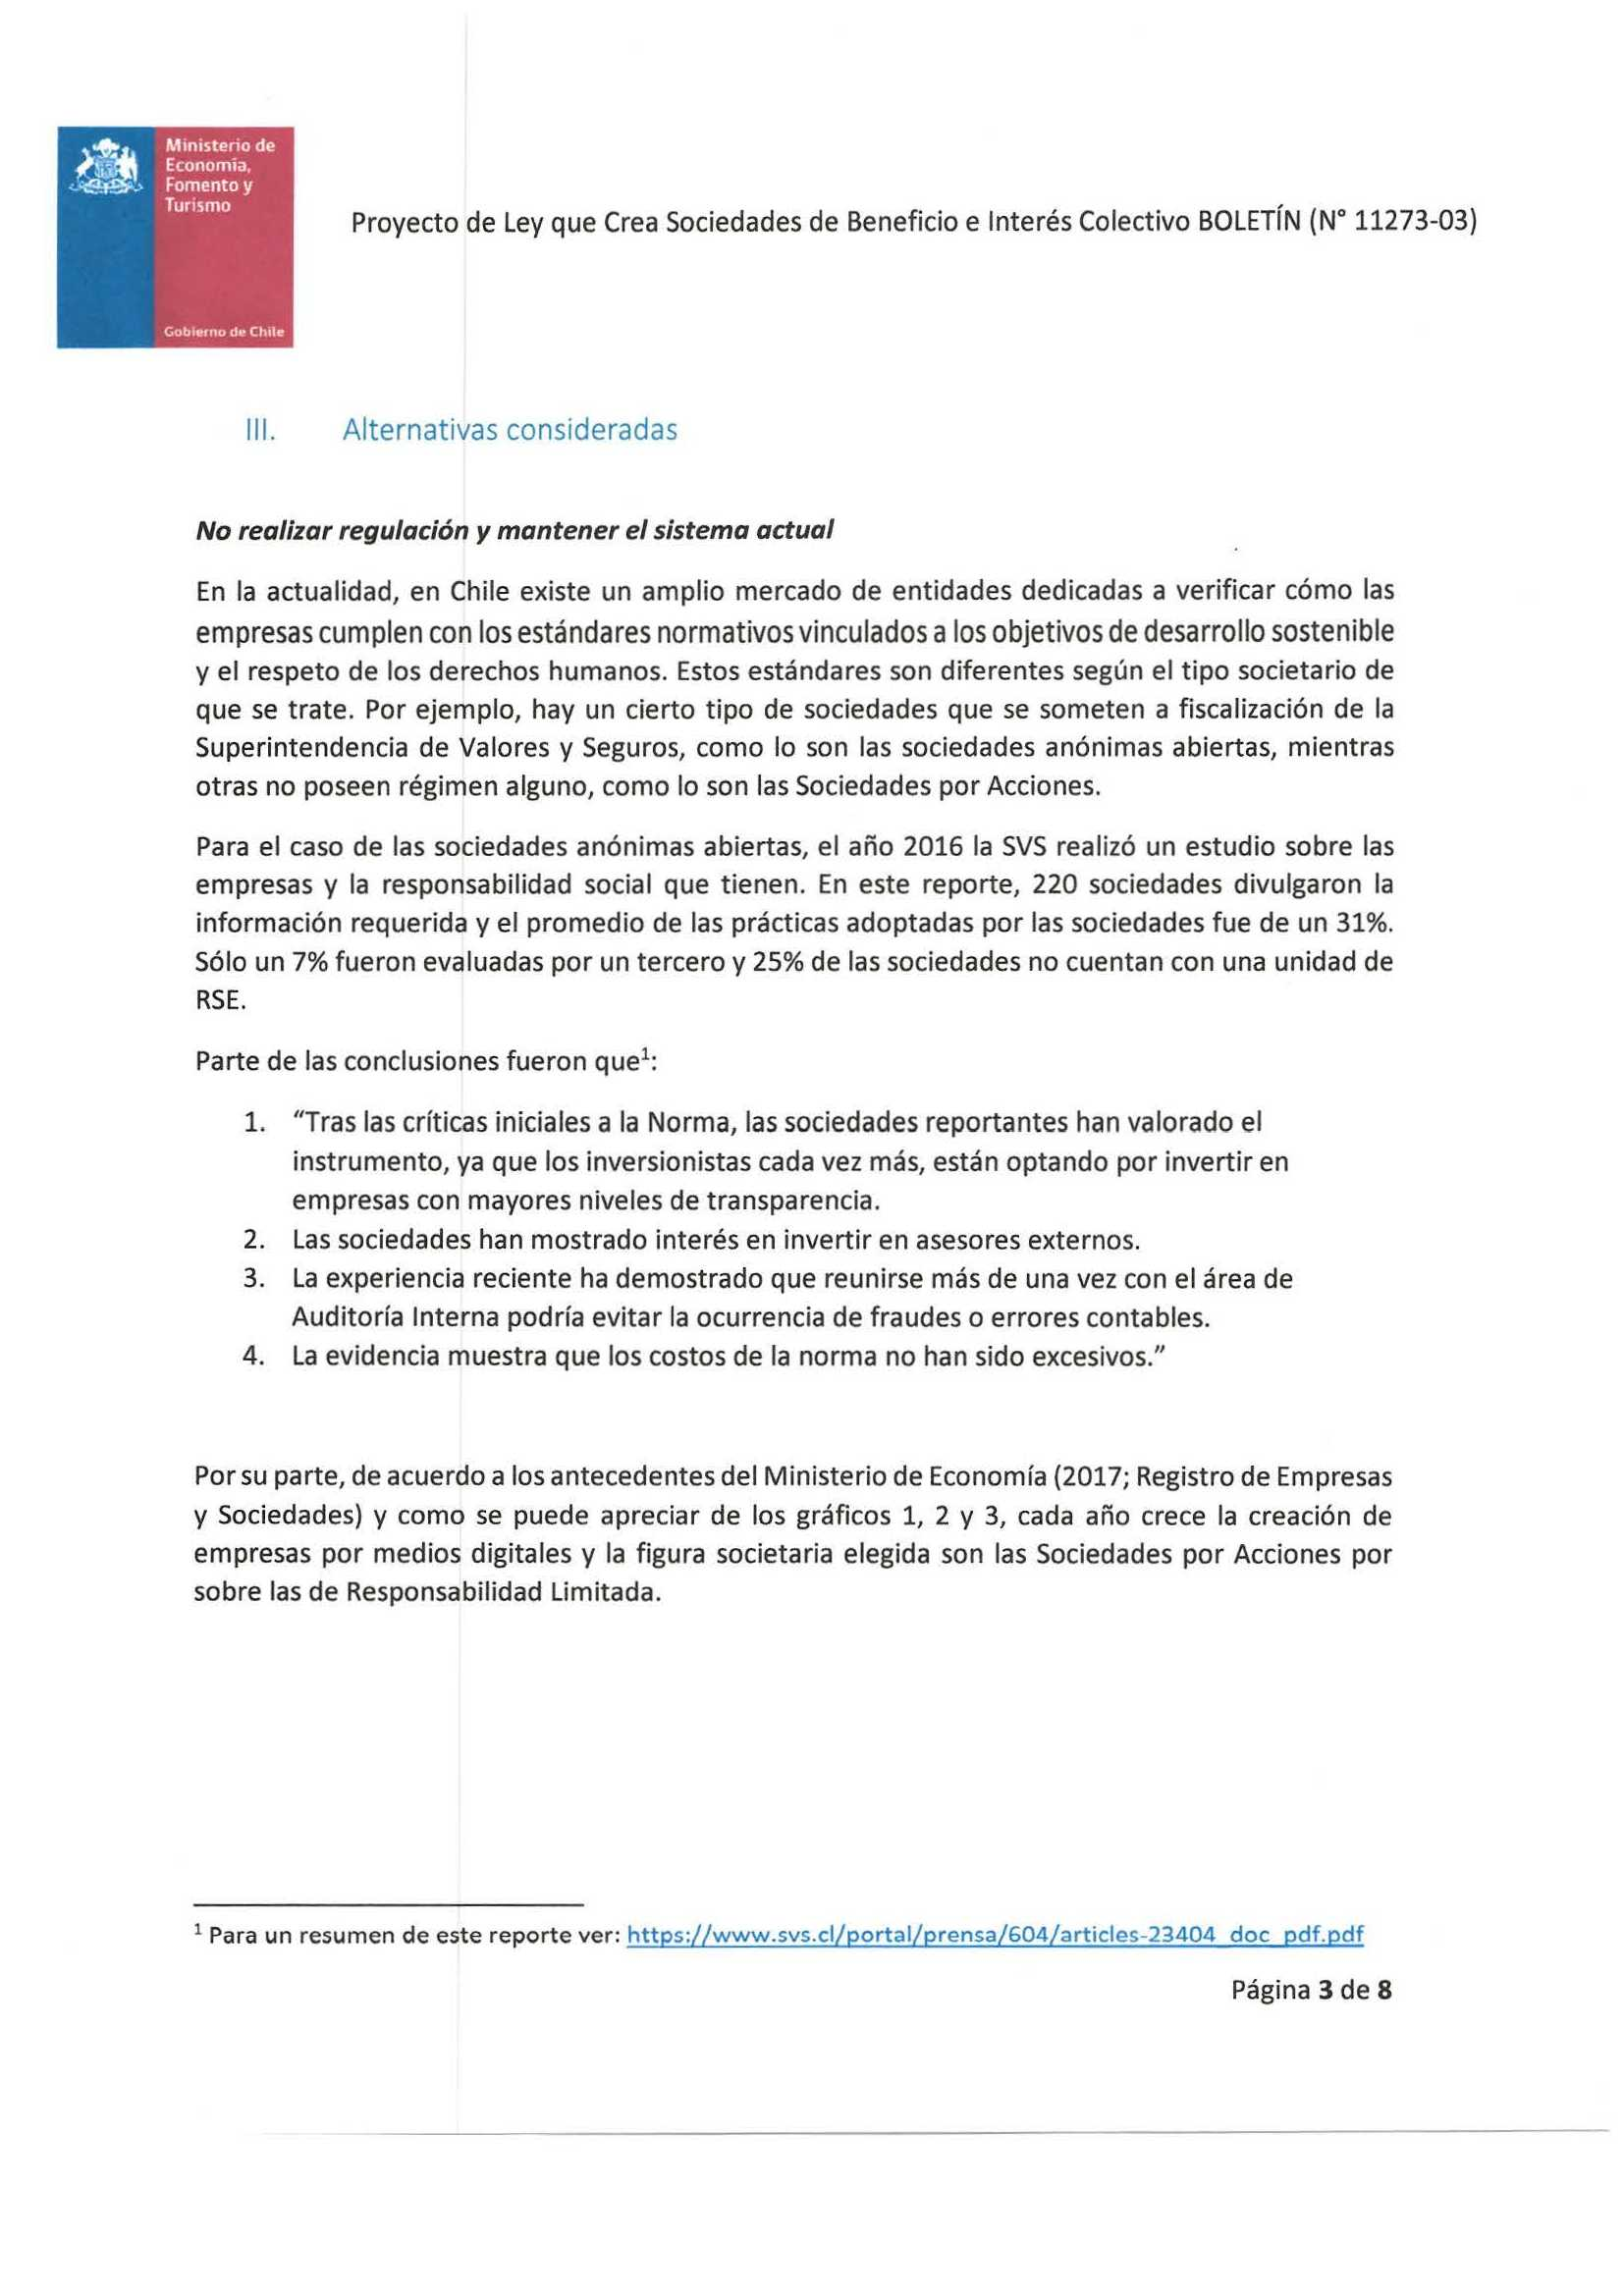 Ministerio de
Economía,
Fomento y
Turismo
Gobierno de Chile
Proyecto de Ley que Crea Sociedades de Beneficio e Interés Colectivo BOLETÍN (N° 11273-03)
III. Alternativas consideradas
No realizar regulación y mantener el sistema actual
En la actualidad, en Chile existe un amplio mercado de entidades dedicadas a verificar cómo las
empresas cumplen con los estándares normativos vinculados a los objetivos de desarrollo sostenible
y el respeto de los derechos humanos. Estos estándares son diferentes según el tipo societario de
que se trate. Por ejemplo, hay un cierto tipo de sociedades que se someten a fiscalización de la
Superintendencia de Valores y Seguros, como lo son las sociedades anónimas abiertas, mientras
otras no poseen régimen alguno, como lo son las Sociedades por Acciones.
Para el caso de las sociedades anónimas abiertas, el año 2016 la SVS realizó un estudio sobre las
empresas y la responsabilidad social que tienen. En este reporte, 220 sociedades divulgaron la
información requerida y el promedio de las prácticas adoptadas por las sociedades fue de un 31%.
Sólo un 7% fueron evaluadas por un tercero y 25% de las sociedades no cuentan con una unidad de
RSE.
Parte de las conclusiones fueron que¹:
1. “Tras las críticas iniciales a la Norma, las sociedades reportantes han valorado el
instrumento, ya que los inversionistas cada vez más, están optando por invertir en
empresas con mayores niveles de transparencia.
2. Las sociedades han mostrado interés en invertir en asesores externos.
3. La experiencia reciente ha demostrado que reunirse más de una vez con el área de
Auditoría Interna podría evitar la ocurrencia de fraudes o errores contables.
4. La evidencia muestra que los costos de la norma no han sido excesivos.”
Por su parte, de acuerdo a los antecedentes del Ministerio de Economía (2017; Registro de Empresas
y Sociedades) y como se puede apreciar de los gráficos 1, 2 y 3, cada año crece la creación de
empresas por medios digitales y la figura societaria elegida son las Sociedades por Acciones por
sobre las de Responsabilidad Limitada.
¹ Para un resumen de este reporte ver: https://www.svs.cl/portal/prensa/604/articles-23404_doc_pdf.pdf
Página 3 de 8